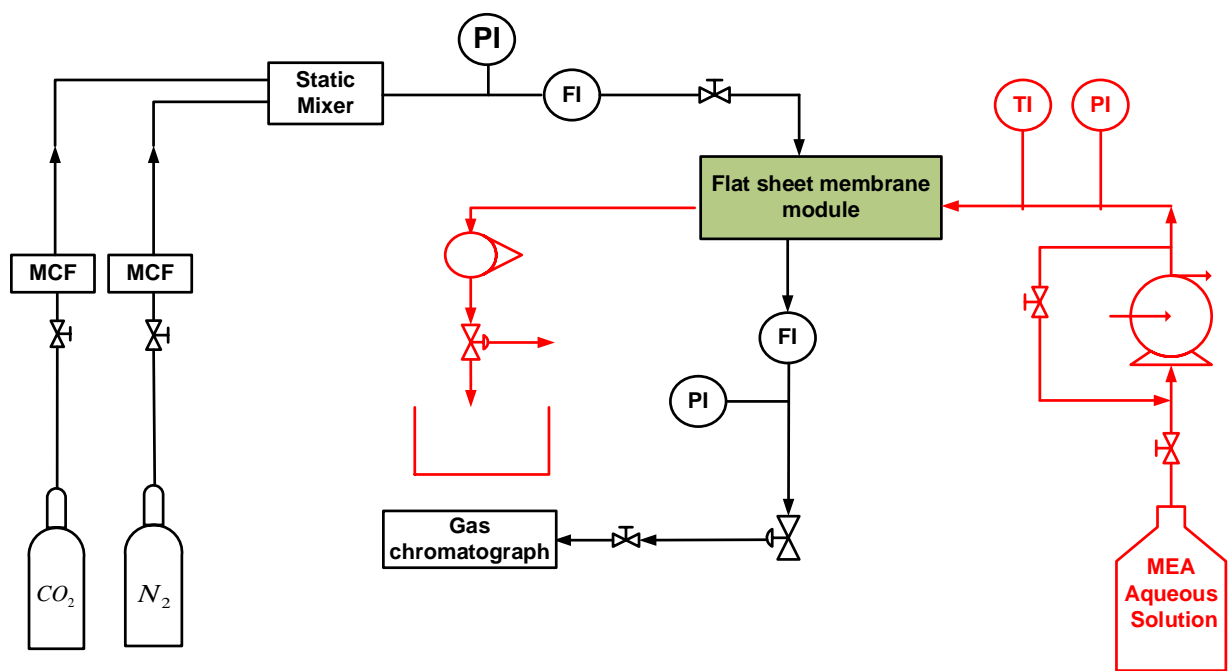 PI
Static
Mixer
FI
TI
PI
Flat sheet membrane
module
MCF
MCF
FI
PI
Gas
chromatograph
CO₂
N₂
MEA
Aqueous
Solution